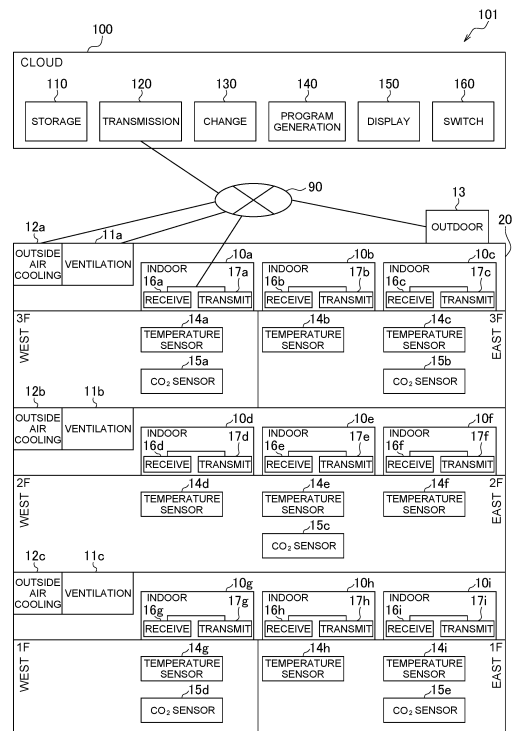 101
100
CLOUD
110 120 130 140 150 160
STORAGE TRANSMISSION CHANGE PROGRAM GENERATION DISPLAY SWITCH
90
13
OUTDOOR
20
12a 11a
OUTSIDE AIR COOLING VENTILATION
10a 10b 10c
INDOOR INDOOR INDOOR
16a 17a 16b 17b 16c 17c
RECEIVE TRANSMIT RECEIVE TRANSMIT RECEIVE TRANSMIT
3F WEST 3F EAST
14a 14b 14c
TEMPERATURE SENSOR TEMPERATURE SENSOR TEMPERATURE SENSOR
15a 15b
CO2 SENSOR CO2 SENSOR
12b 11b
OUTSIDE AIR COOLING VENTILATION
10d 10e 10f
INDOOR INDOOR INDOOR
16d 17d 16e 17e 16f 17f
RECEIVE TRANSMIT RECEIVE TRANSMIT RECEIVE TRANSMIT
2F WEST 2F EAST
14d 14e 14f
TEMPERATURE SENSOR TEMPERATURE SENSOR TEMPERATURE SENSOR
15c
CO2 SENSOR
12c 11c
OUTSIDE AIR COOLING VENTILATION
10g 10h 10i
INDOOR INDOOR INDOOR
16g 17g 16h 17h 16i 17i
RECEIVE TRANSMIT RECEIVE TRANSMIT RECEIVE TRANSMIT
1F WEST 1F EAST
14g 14h 14i
TEMPERATURE SENSOR TEMPERATURE SENSOR TEMPERATURE SENSOR
15d 15e
CO2 SENSOR CO2 SENSOR